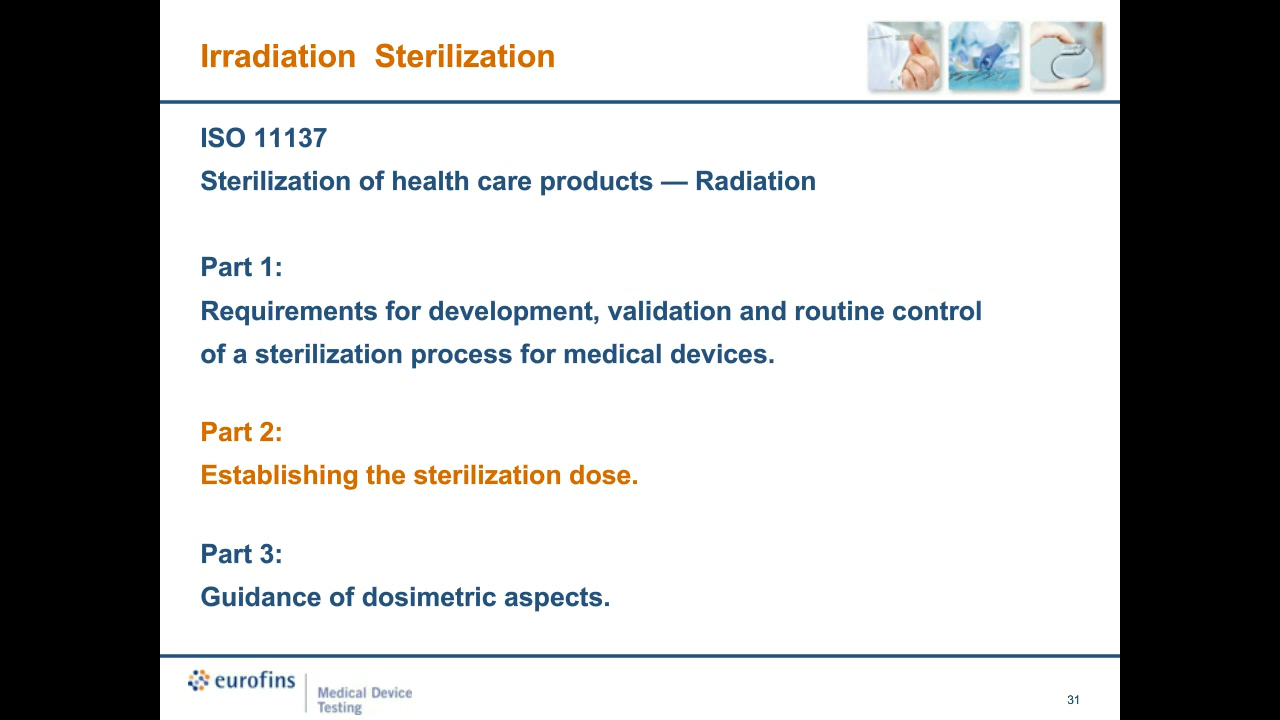 Irradiation Sterilization
ISO 11137
Sterilization of health care products — Radiation
Part 1:
Requirements for development, validation and routine control
of a sterilization process for medical devices.
Part 2:
Establishing the sterilization dose.
Part 3:
Guidance of dosimetric aspects.
eurofins
Medical Device
Testing
31